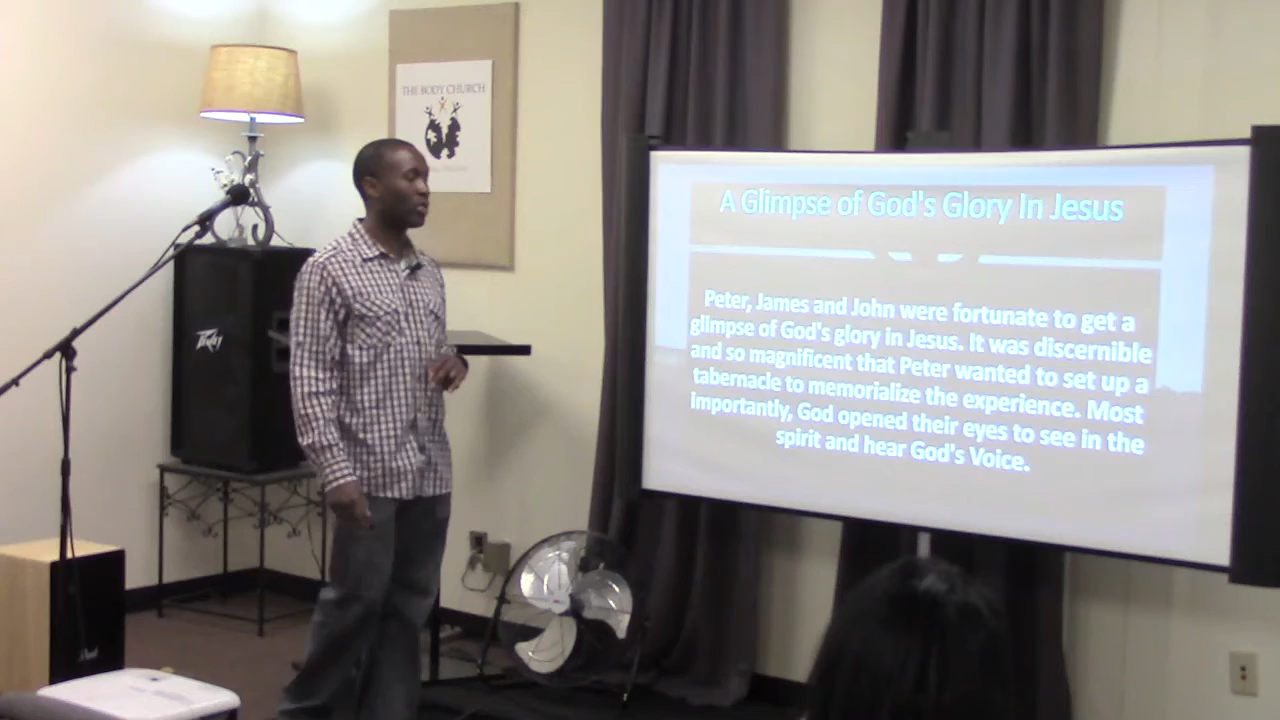 THE BODY CHURCH
PEAVEY
A Glimpse of God's Glory In Jesus
Peter, James and John were fortunate to get a
glimpse of God's glory in Jesus. It was discernible
and so magnificent that Peter wanted to set up a
tabernacle to memorialize the experience. Most
importantly, God opened their eyes to see in the
spirit and hear God's Voice.
Pearl